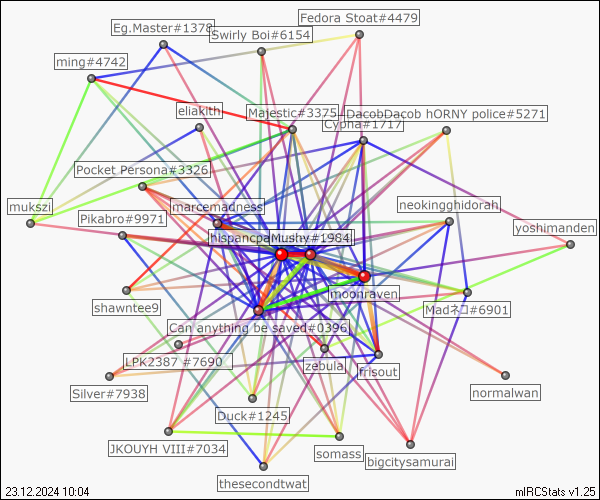 Fedora Stoat#4479
Eg.Master#1378
Swirly Boi#6154
ming#4742
eliakith
Majestic#3375
DacobDacob hORNY police#5271
Cypha#1717
Pocket Persona#3326
mukszi
marcemadness
neokingghidorah
Pikabro#9971
yoshimanden
hispancpa
Mushy#1984
moonraven
shawntee9
Madネコ#6901
Can anything be saved#0396
LPK2387 #7690
zebula
frisout
Silver#7938
normalwan
Duck#1245
JKOUYH VIII#7034
somass
bigcitysamurai
thesecondtwat
23.12.2024 10:04
mIRCStats v1.25